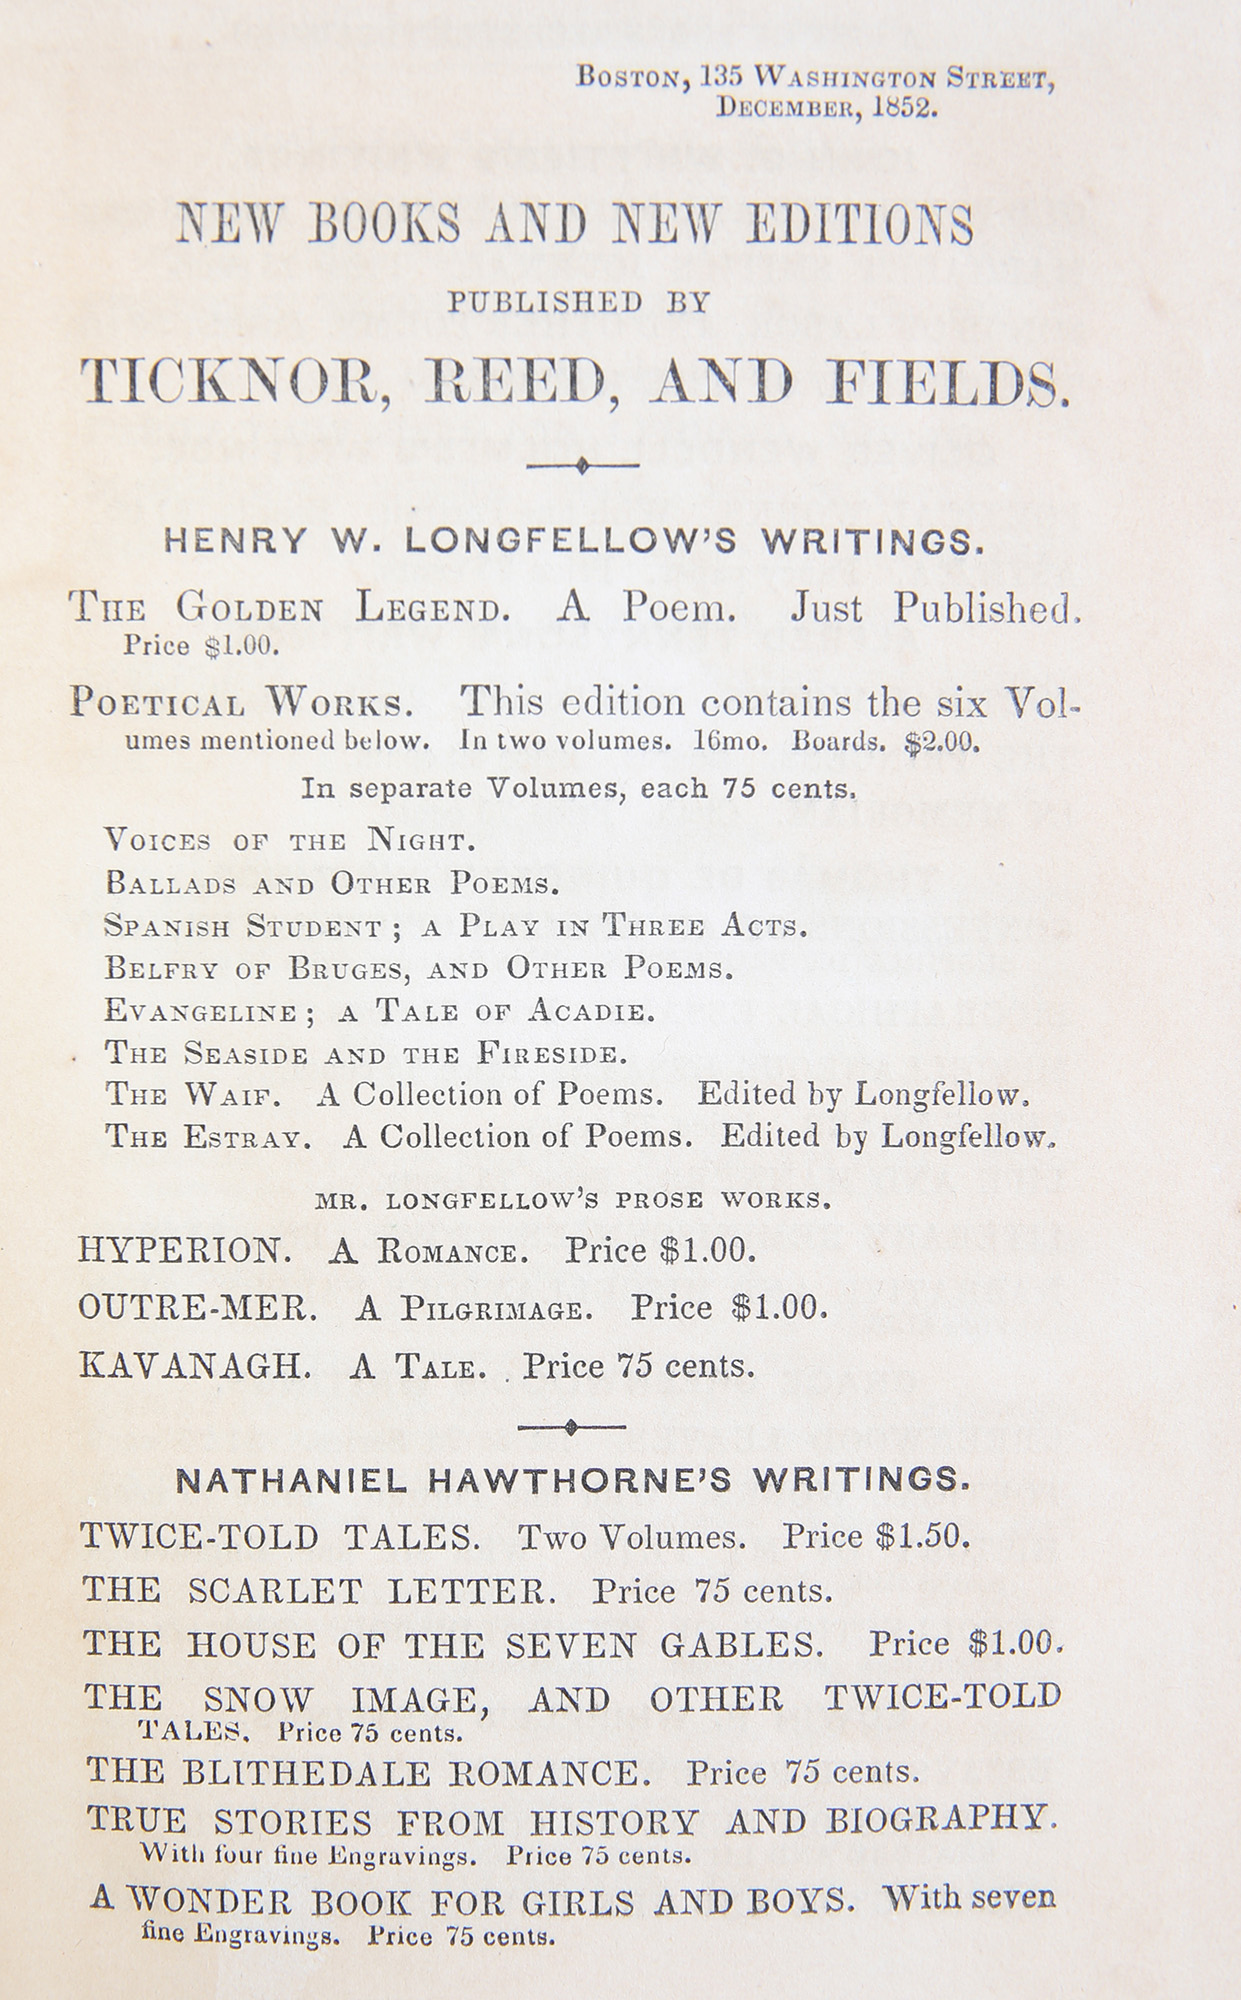 BOSTON, 135 WASHINGTON STREET,
DECEMBER, 1852.
NEW BOOKS AND NEW EDITIONS
PUBLISHED BY
TICKNOR, REED, AND FIELDS.
HENRY W. LONGFELLOW'S WRITINGS.
THE GOLDEN LEGEND. A Poem. Just Published.
Price $1.00.
POETICAL WORKS. This edition contains the six Vol-
umes mentioned below. In two volumes. 16mo. Boards. $2.00.
In separate Volumes, each 75 cents.
VOICES OF THE NIGHT.
BALLADS AND OTHER POEMS.
SPANISH STUDENT; A PLAY IN THREE ACTS.
BELFRY OF BRUGES, AND OTHER POEMS.
EVANGELINE; A TALE OF ACADIE.
THE SEASIDE AND THE FIRESIDE.
THE WAIF. A Collection of Poems. Edited by Longfellow.
THE ESTRAY. A Collection of Poems. Edited by Longfellow.
MR. LONGFELLOW'S PROSE WORKS.
HYPERION. A ROMANCE. Price $1.00.
OUTRE-MER. A PILGRIMAGE. Price $1.00.
KAVANAGH. A TALE. Price 75 cents.
NATHANIEL HAWTHORNE'S WRITINGS.
TWICE-TOLD TALES. Two Volumes. Price $1.50.
THE SCARLET LETTER. Price 75 cents.
THE HOUSE OF THE SEVEN GABLES. Price $1.00.
THE SNOW IMAGE, AND OTHER TWICE-TOLD
TALES. Price 75 cents.
THE BLITHEDALE ROMANCE. Price 75 cents.
TRUE STORIES FROM HISTORY AND BIOGRAPHY.
With four fine Engravings. Price 75 cents.
A WONDER BOOK FOR GIRLS AND BOYS. With seven
fine Engravings. Price 75 cents.